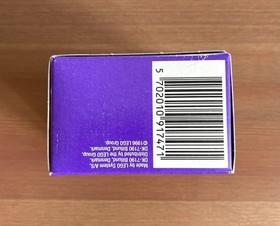 Made by LEGO System A/S,
DK-7190 Billund, Denmark.
Distributed by the LEGO Group,
DK-7190 Billund, Denmark.
©1999 LEGO Group.
5 702010 917471